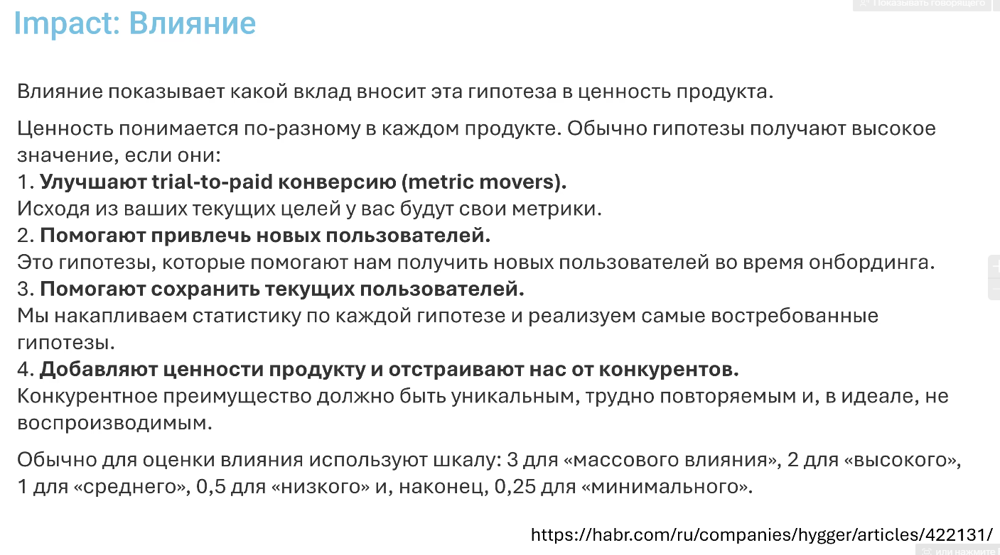 Показывать говорящего
Impact: Влияние
Влияние показывает какой вклад вносит эта гипотеза в ценность продукта.
Ценность понимается по-разному в каждом продукте. Обычно гипотезы получают высокое
значение, если они:
1. Улучшают trial-to-paid конверсию (metric movers).
Исходя из ваших текущих целей у вас будут свои метрики.
2. Помогают привлечь новых пользователей.
Это гипотезы, которые помогают нам получить новых пользователей во время онбординга.
3. Помогают сохранить текущих пользователей.
Мы накапливаем статистику по каждой гипотезе и реализуем самые востребованные
гипотезы.
4. Добавляют ценности продукту и отстраивают нас от конкурентов.
Конкурентное преимущество должно быть уникальным, трудно повторяемым и, в идеале, не
воспроизводимым.
Обычно для оценки влияния используют шкалу: 3 для «массового влияния», 2 для «высокого»,
1 для «среднего», 0,5 для «низкого» и, наконец, 0,25 для «минимального».
https://habr.com/ru/companies/hygger/articles/422131/
или нажмите